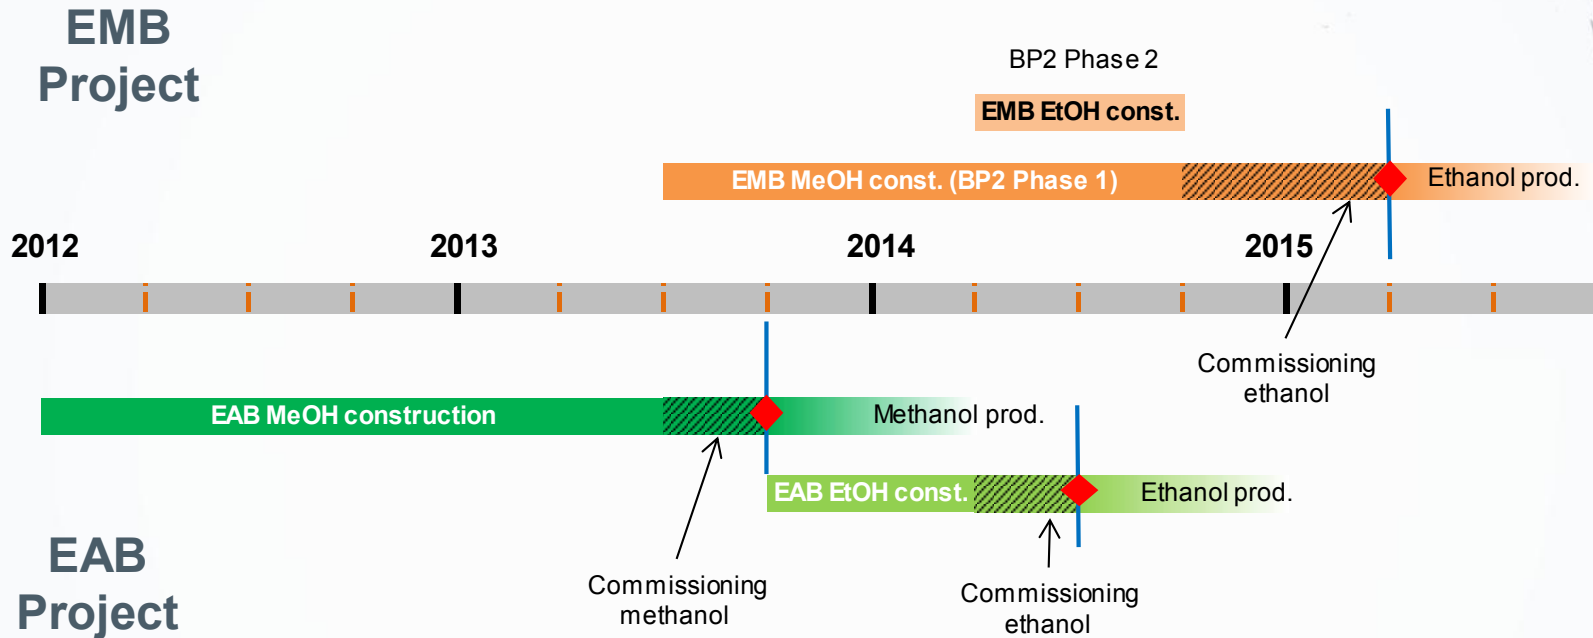 EMB
Project
BP2 Phase 2
EMB EtOH const.
EMB MeOH const. (BP2 Phase 1)
Ethanol prod.
2012
2013
2014
2015
Commissioning
ethanol
EAB MeOH construction
Methanol prod.
EAB EtOH const.
Ethanol prod.
EAB
Project
Commissioning
methanol
Commissioning
ethanol